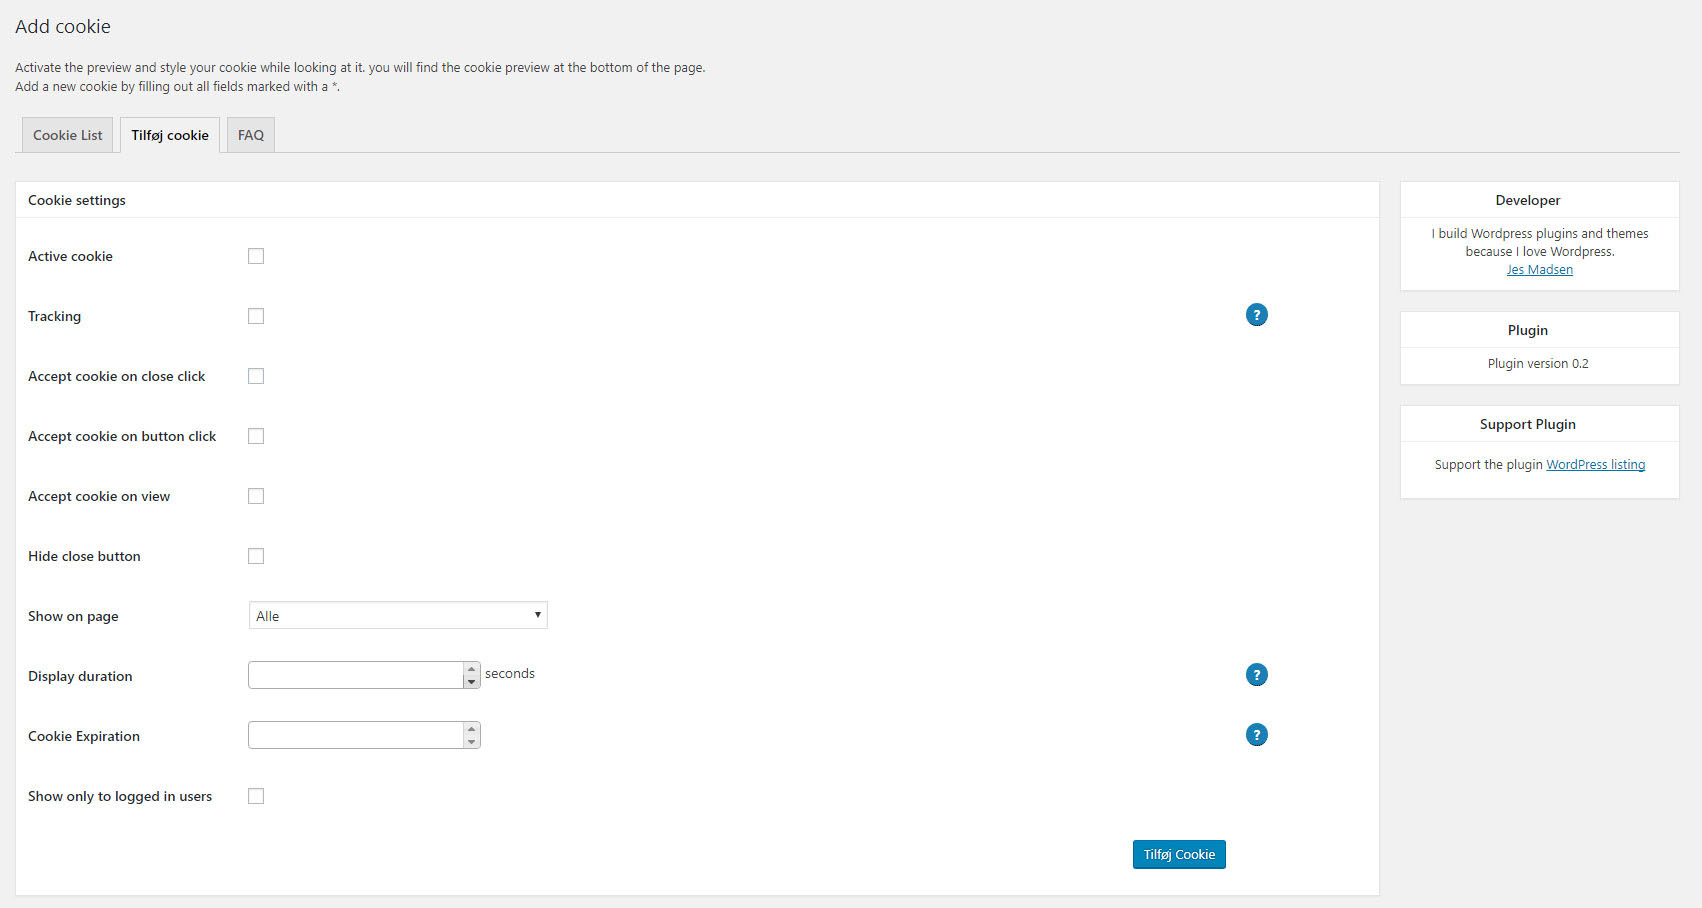 Add cookie
Activate the preview and style your cookie while looking at it. you will find the cookie preview at the bottom of the page.
Add a new cookie by filling out all fields marked with a *.
Cookie List
Tilføj cookie
FAQ
Cookie settings
Active cookie
Tracking
?
Accept cookie on close click
Accept cookie on button click
Accept cookie on view
Hide close button
Show on page
Alle
Display duration
seconds
?
Cookie Expiration
?
Show only to logged in users
Tilføj Cookie
Developer
I build Wordpress plugins and themes
because I love Wordpress.
Jes Madsen
Plugin
Plugin version 0.2
Support Plugin
Support the plugin WordPress listing